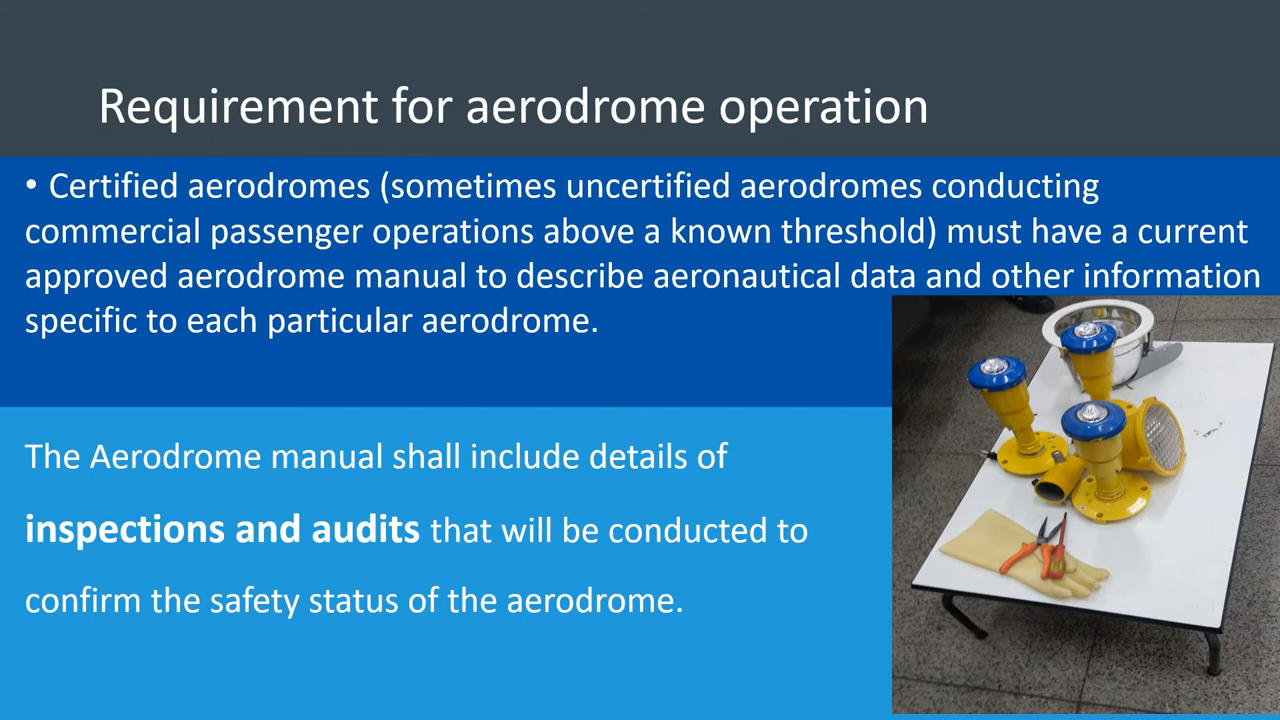 Requirement for aerodrome operation
• Certified aerodromes (sometimes uncertified aerodromes conducting
commercial passenger operations above a known threshold) must have a current
approved aerodrome manual to describe aeronautical data and other information
specific to each particular aerodrome.
The Aerodrome manual shall include details of
inspections and audits that will be conducted to
confirm the safety status of the aerodrome.